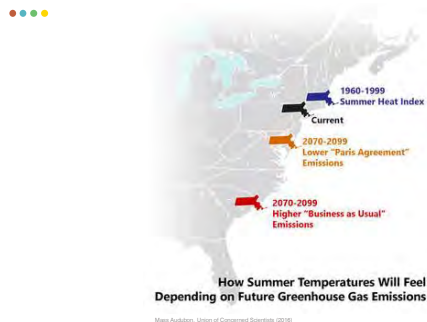 1960-1999
Summer Heat Index
Current
2070-2099
Lower "Paris Agreement"
Emissions
2070-2099
Higher "Business as Usual"
Emissions
How Summer Temperatures Will Feel
Depending on Future Greenhouse Gas Emissions
Mass Audubon, Union of Concerned Scientists (2016)